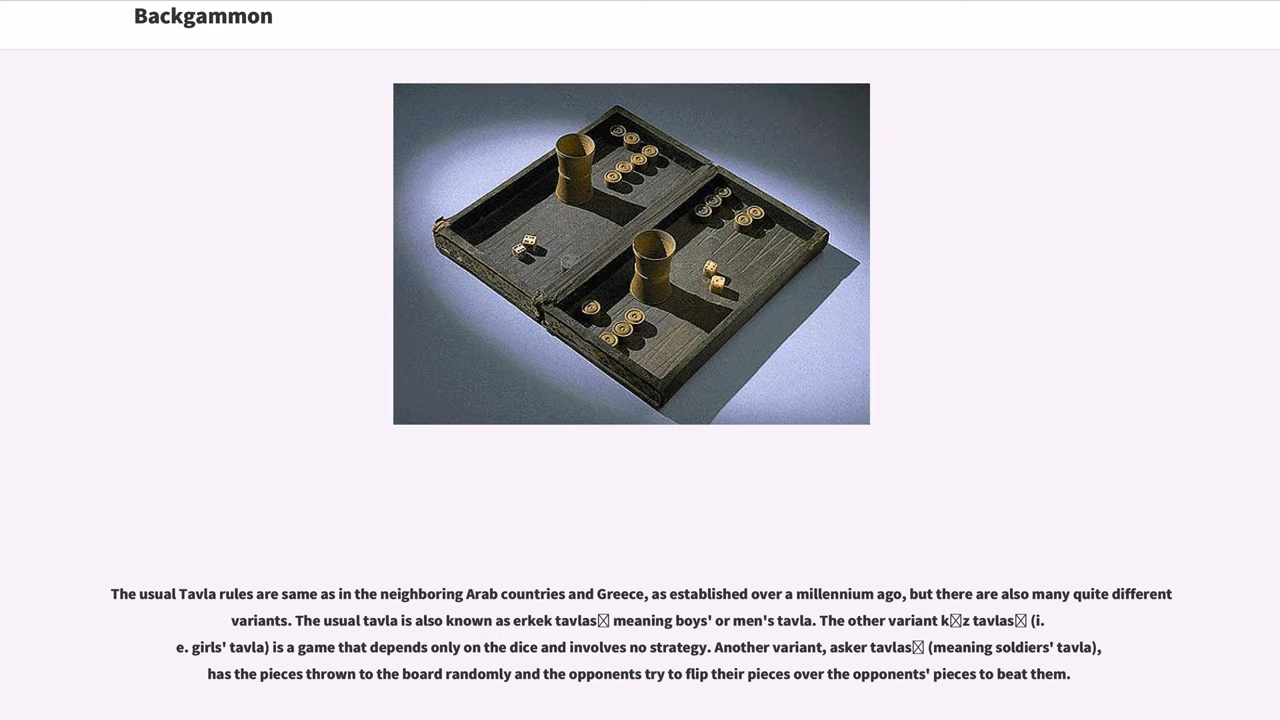 Backgammon
The usual Tavla rules are same as in the neighboring Arab countries and Greece, as established over a millennium ago, but there are also many quite different
variants. The usual tavla is also known as erkek tavlas□ meaning boys' or men's tavla. The other variant k□z tavlas□ (i.
e. girls' tavla) is a game that depends only on the dice and involves no strategy. Another variant, asker tavlas□ (meaning soldiers' tavla),
has the pieces thrown to the board randomly and the opponents try to flip their pieces over the opponents' pieces to beat them.